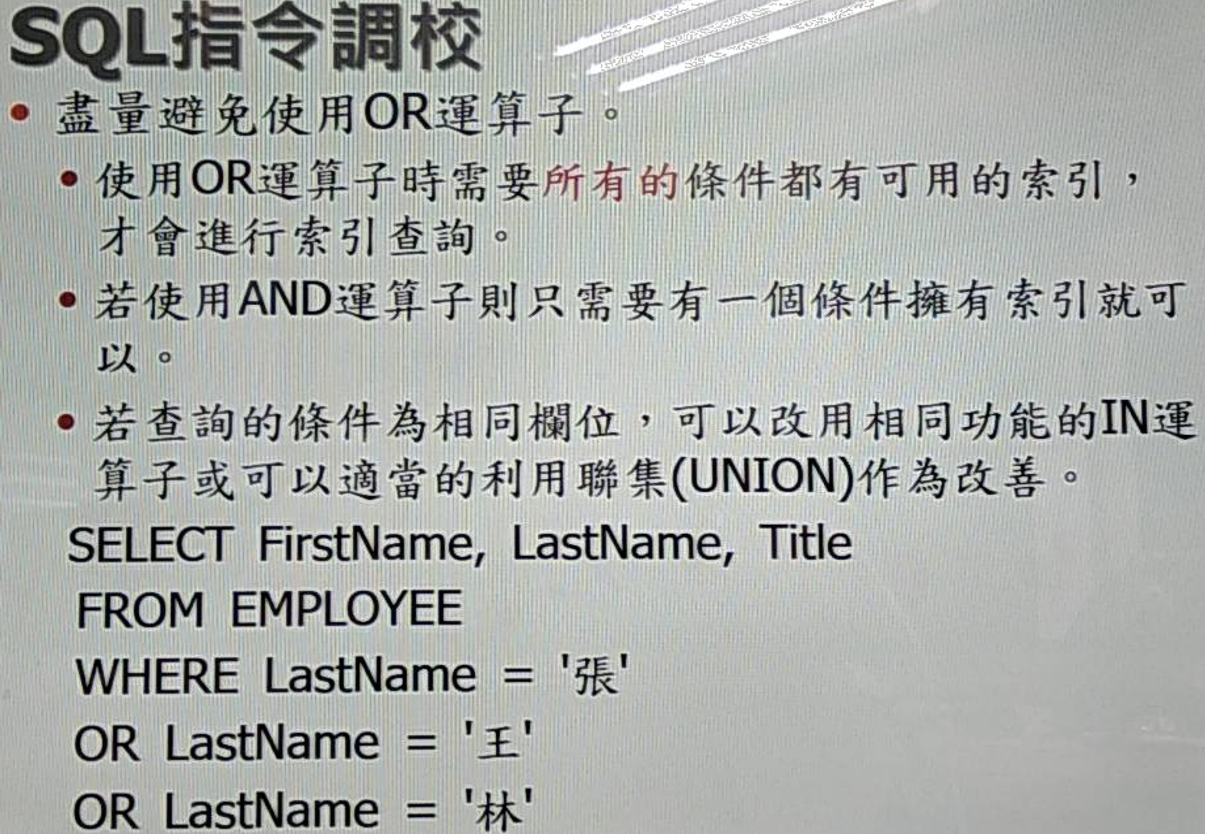 SQL指令調校
• 盡量避免使用OR運算子。
• 使用OR運算子時需要所有的條件都有可用的索引，
才會進行索引查詢。
• 若使用AND運算子則只需要有一個條件擁有索引就可
以。
• 若查詢的條件為相同欄位，可以改用相同功能的IN運
算子或可以適當的利用聯集(UNION)作為改善。
SELECT FirstName, LastName, Title
FROM EMPLOYEE
WHERE LastName = '張'
OR LastName = '王'
OR LastName = '林'